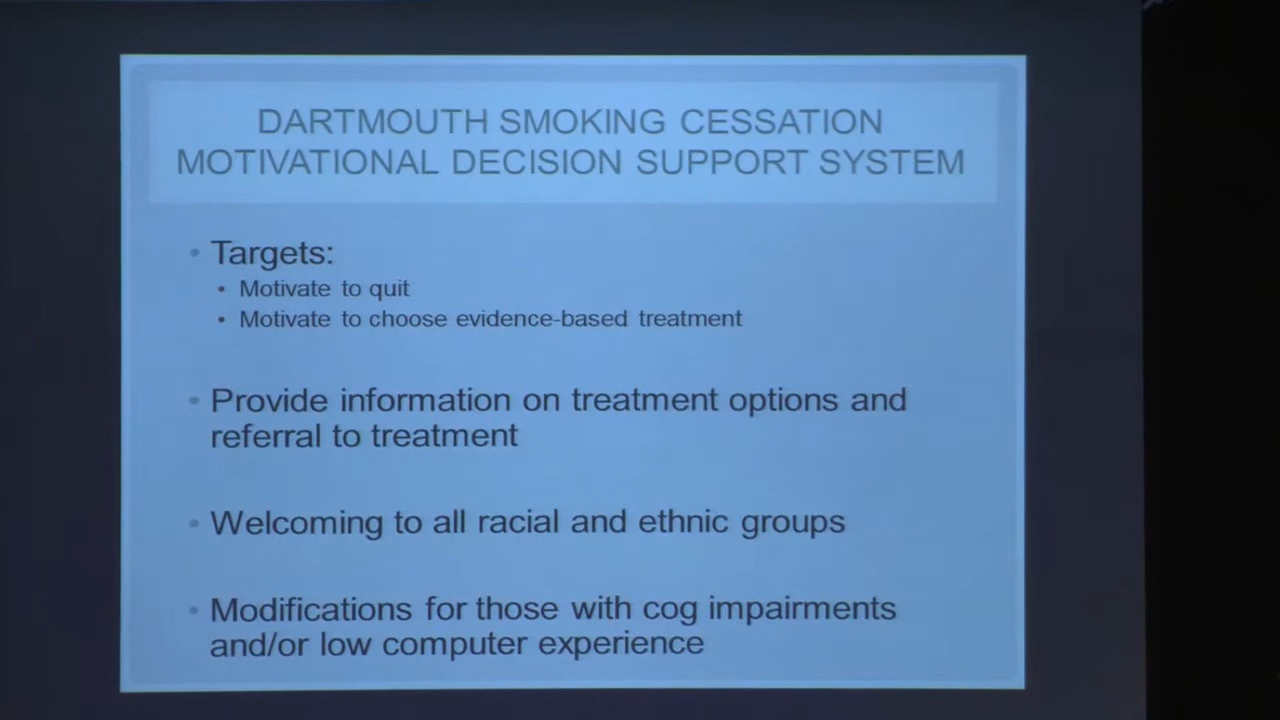 DARTMOUTH SMOKING CESSATION
MOTIVATIONAL DECISION SUPPORT SYSTEM
• Targets:
• Motivate to quit
• Motivate to choose evidence-based treatment
• Provide information on treatment options and
referral to treatment
• Welcoming to all racial and ethnic groups
• Modifications for those with cog impairments
and/or low computer experience